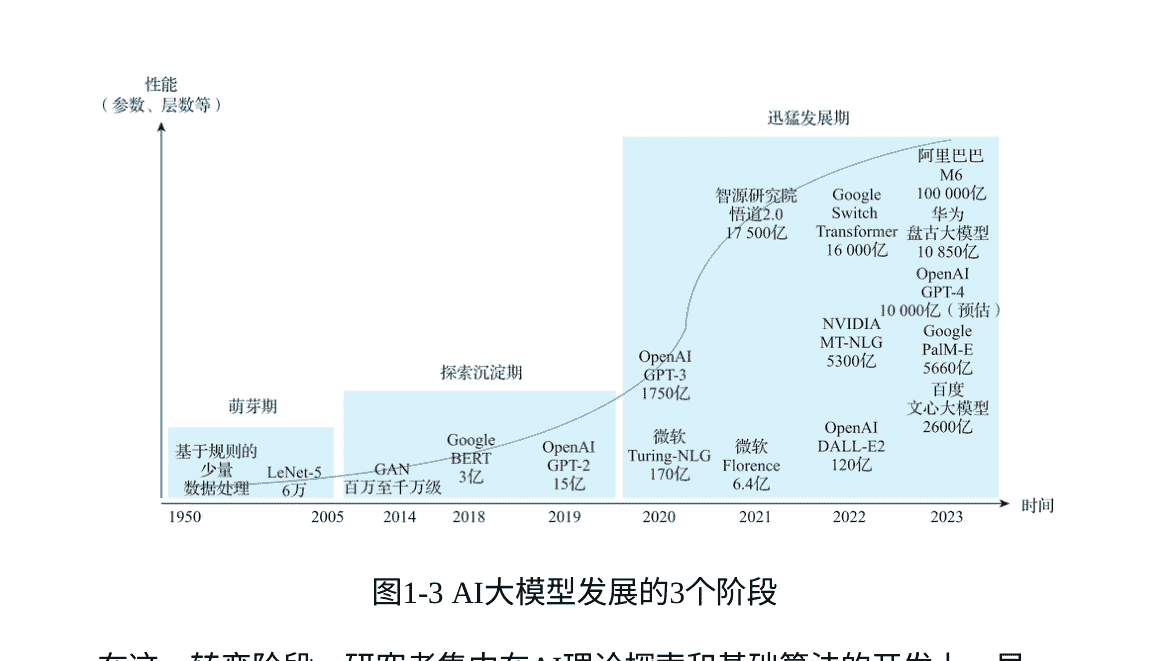 性能
（参数、层数等）
迅猛发展期
阿里巴巴
M6
100 000亿
智源研究院
悟道2.0
17 500亿
Google
Switch
Transformer
16 000亿
华为
盘古大模型
10 850亿
OpenAI
GPT-4
10 000亿（预估）
NVIDIA
MT-NLG
5300亿
Google
PalM-E
5660亿
OpenAI
GPT-3
1750亿
探索沉淀期
百度
文心大模型
2600亿
萌芽期
基于规则的
少量
数据处理
LeNet-5
6万
GAN
百万至千万级
Google
BERT
3亿
OpenAI
GPT-2
15亿
微软
Turing-NLG
170亿
微软
Florence
6.4亿
OpenAI
DALL-E2
120亿
1950 2005 2014 2018 2019 2020 2021 2022 2023 时间
图1-3 AI大模型发展的3个阶段